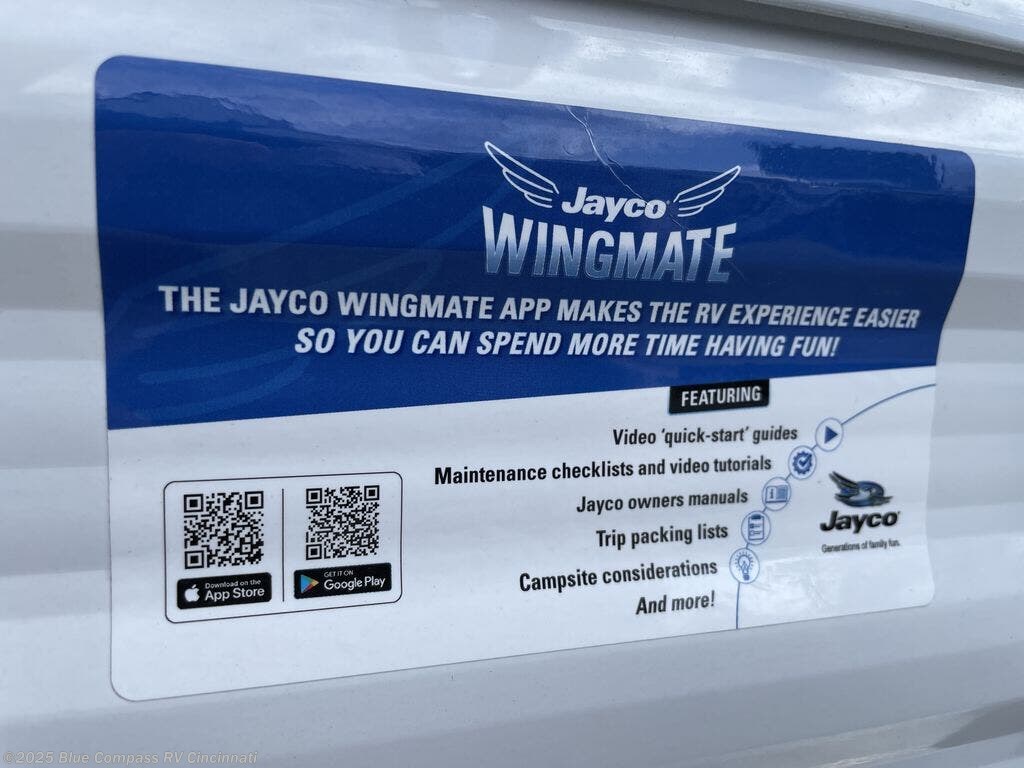 Jayco
WINGMATE
THE JAYCO WINGMATE APP MAKES THE RV EXPERIENCE EASIER
SO YOU CAN SPEND MORE TIME HAVING FUN!
FEATURING
Video 'quick-start' guides
Maintenance checklists and video tutorials
Jayco owners manuals
Trip packing lists
Campsite considerations
And more!
Jayco
Generations of family fun.
Download on the
App Store
GET IT ON
Google Play
©2025 Blue Compass RV Cincinnati